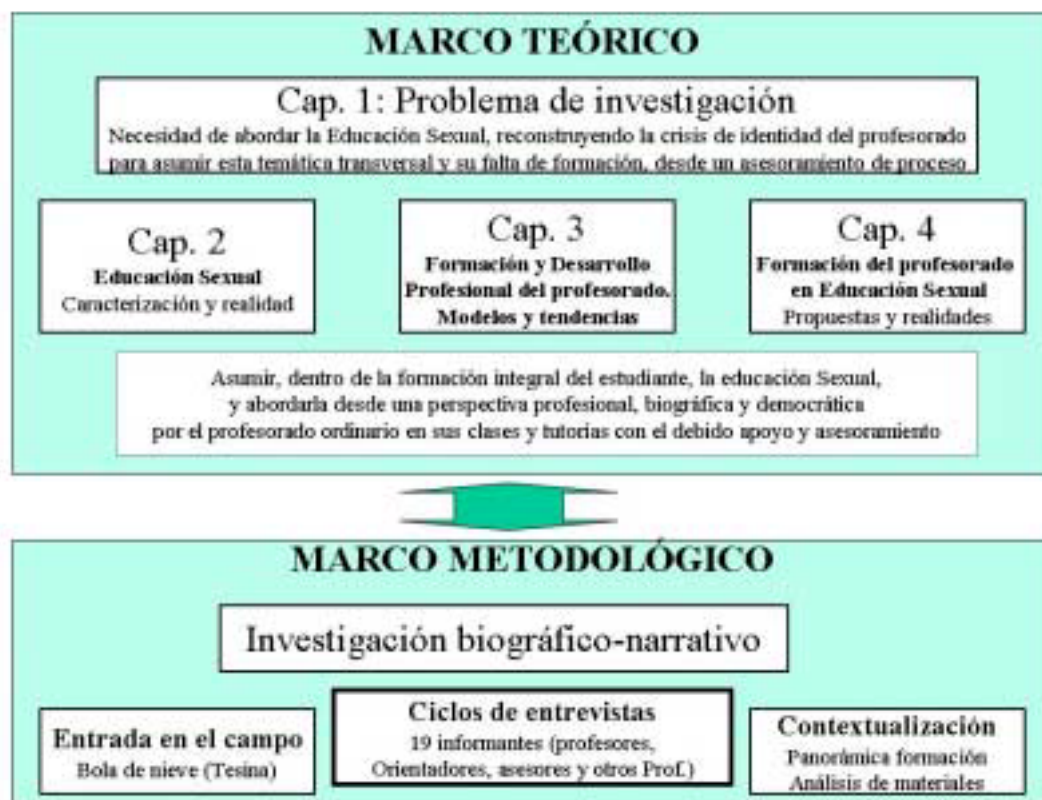 MARCO TEÓRICO
Cap. 1: Problema de investigación
Necesidad de abordar la Educación Sexual, reconstruyendo la crisis de identidad del profesorado
para asumir esta temática transversal y su falta de formación, desde un asesoramiento de proceso
Cap. 2
Educación Sexual
Caracterización y realidad
Cap. 3
Formación y Desarrollo
Profesional del profesorado.
Modelos y tendencias
Cap. 4
Formación del profesorado
en Educación Sexual
Propuestas y realidades
Asumir, dentro de la formación integral del estudiante, la educación Sexual,
y abordarla desde una perspectiva profesional, biográfica y democrática
por el profesorado ordinario en sus clases y tutorías con el debido apoyo y asesoramiento
MARCO METODOLÓGICO
Investigación biográfico-narrativo
Entrada en el campo
Bola de nieve (Tesina)
Ciclos de entrevistas
19 informantes (profesores,
Orientadores, asesores y otros Prof.)
Contextualización
Panorámica formación
Análisis de materiales